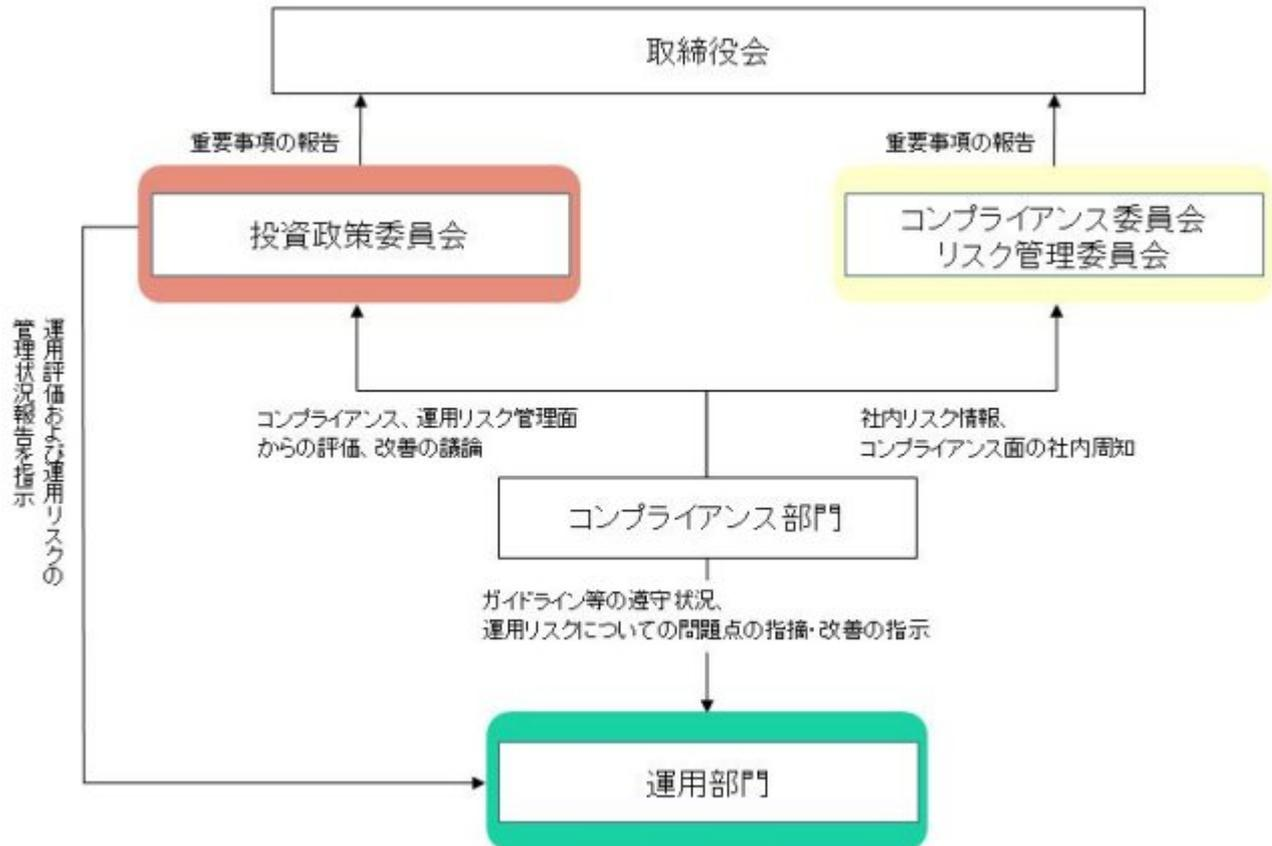 取締役会
重要事項の報告
重要事項の報告
投資政策委員会
コンプライアンス委員会
リスク管理委員会
運用評価および運用リスクの
管理状況報告を指示
コンプライアンス、運用リスク管理面
からの評価、改善の議論
社内リスク情報、
コンプライアンス面の社内周知
コンプライアンス部門
ガイドライン等の遵守状況、
運用リスクについての問題点の指摘・改善の指示
運用部門